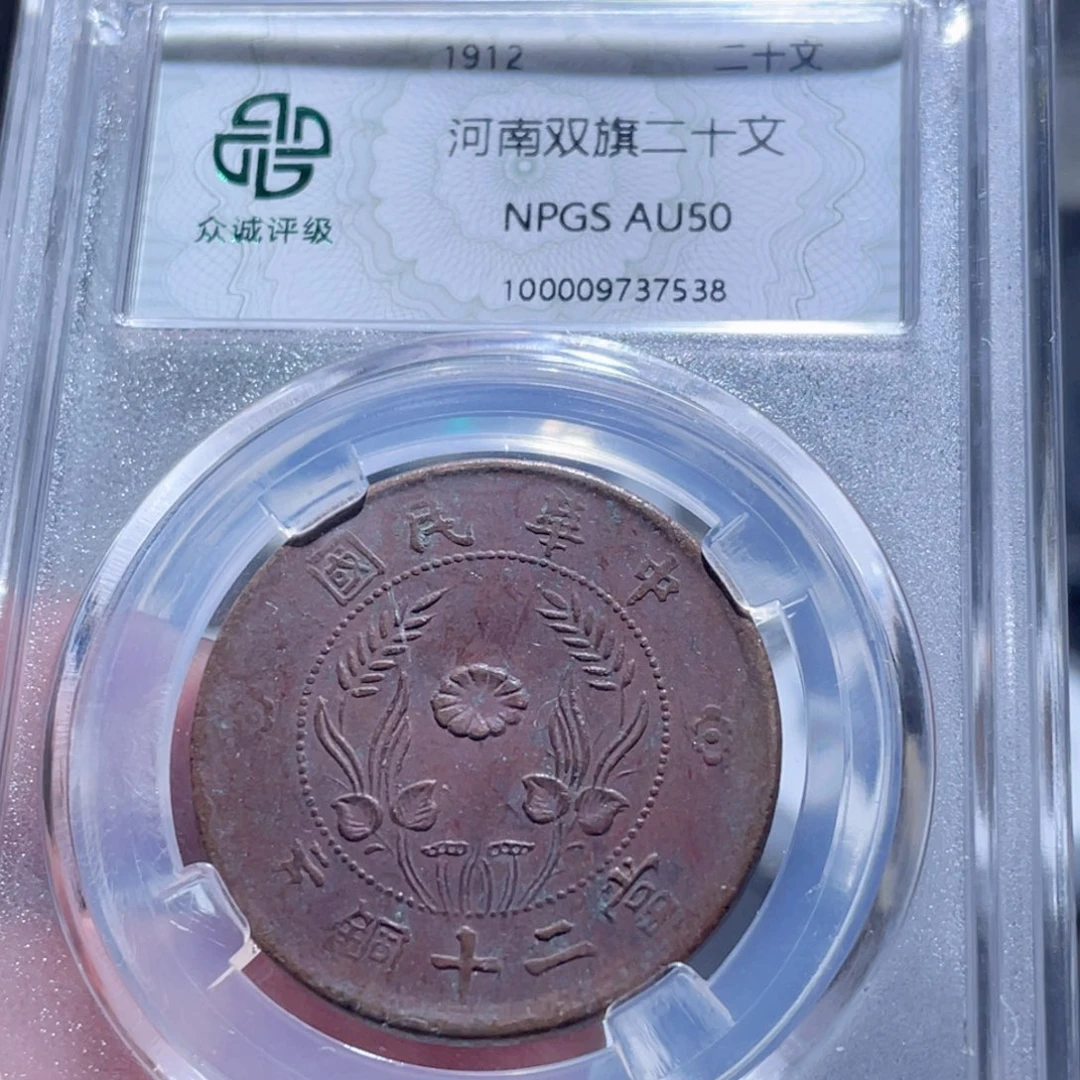 1912 二十文
河南双旗二十文
NPGS AU50
100009737538
众诚评级
中華民國
當二十銅元